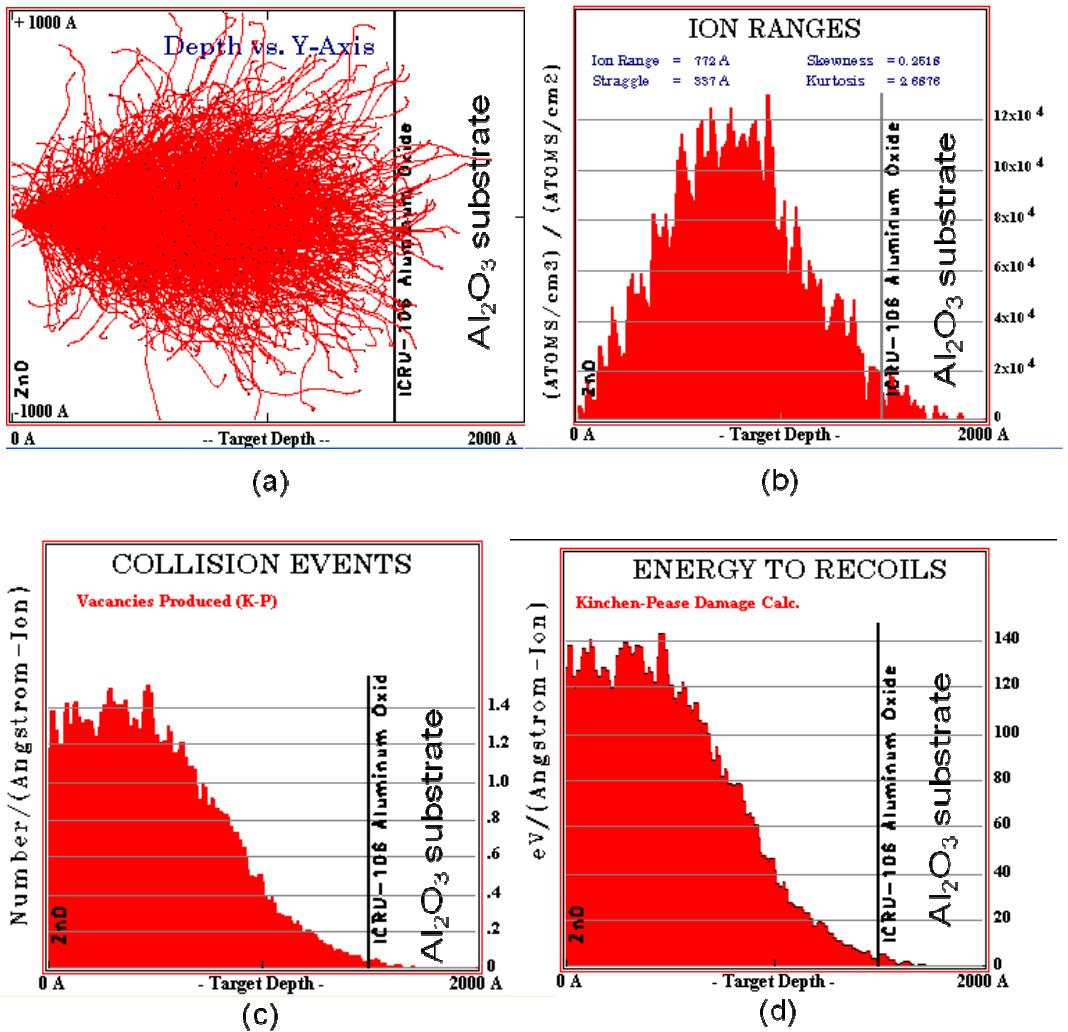 + 1000 A
Depth vs. Y-Axis
ICRU-106 Aluminum Oxide
Al2O3 substrate
ZnO
-1000 A
0 A
-- Target Depth --
2000 A
(a)
ION RANGES
Ion Range = 772 A
Skewness = 0.2516
Straggle = 337 A
Kurtosis = 2.6676
(ATOMS/cm3) / (ATOMS/cm2)
12x10 4
10x10 4
8x10 4
6x10 4
4x10 4
2x10 4
0
ICRU-106 Aluminum Oxide
Al2O3 substrate
ZnO
0 A
- Target Depth -
2000 A
(b)
COLLISION EVENTS
Vacancies Produced (K-P)
Number/(Angstrom-Ion)
1.4
1.2
1.0
.8
.6
.4
.2
0
ICRU-106 Aluminum Oxid
Al2O3 substrate
ZnO
0 A
- Target Depth -
2000 A
(c)
ENERGY TO RECOILS
Kinchen-Pease Damage Calc.
eV/(Angstrom-Ion)
140
120
100
80
60
40
20
0
ICRU-106 Aluminum Oxide
Al2O3 substrate
ZnO
0 A
- Target Depth -
2000 A
(d)